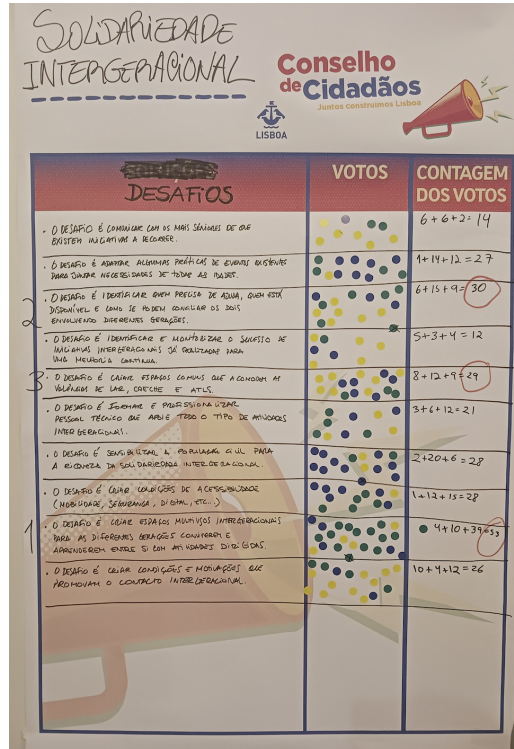 SOLIDARIEDADE
INTERGERACIONAL
Conselho
de Cidadãos
Juntos construímos Lisboa
LISBOA
DESAFIOS
VOTOS
CONTAGEM
DOS VOTOS
• O DESAFIO É COMUNICAR COM OS MAIS SÉNIORES DE QUE
EXISTEM INICIATIVAS A DECORRER.
6 + 6 + 2 = 14
• O DESAFIO É ADAPTAR ALGUMAS PRÁTICAS DE EVENTOS EXISTENTES
PARA JUNTAR NECESSIDADES DE TODAS AS IDADES.
1 + 14 + 12 = 27
2
• O DESAFIO É IDENTIFICAR QUEM PRECISA DE AJUDA, QUEM ESTÁ
DISPONÍVEL E COMO SE PODEM CONCILIAR OS DOIS
ENVOLVENDO DIFERENTES GERAÇÕES.
6 + 15 + 9 = 30
• O DESAFIO É IDENTIFICAR E MONITORIZAR O SUCESSO DE
INICIATIVAS INTERGERACIONAIS JÁ REALIZADAS PARA
UMA MELHORIA CONTÍNUA.
5 + 3 + 4 = 12
3
• O DESAFIO É CRIAR ESPAÇOS COMUNS QUE ACOMODEM AS
VALÊNCIAS DE LAR, CRECHE E ATLS.
8 + 12 + 9 = 29
• O DESAFIO É FORMAR E PROFISSIONALIZAR
PESSOAL TÉCNICO QUE APOIE TODO O TIPO DE ATIVIDADES
INTERGERACIONAL.
3 + 6 + 12 = 21
• O DESAFIO É SENSIBILIZAR A POPULAÇÃO CIVIL PARA
A RIQUEZA DA SOLIDARIEDADE INTERGERACIONAL.
2 + 20 + 6 = 28
• O DESAFIO É CRIAR CONDIÇÕES DE ACESSIBILIDADE
(MOBILIDADE, SEGURANÇA, DIGITAL, ETC...)
1 + 12 + 15 = 28
1
• O DESAFIO É CRIAR ESPAÇOS MULTIUSOS INTERGERACIONAIS
PARA AS DIFERENTES GERAÇÕES CONVIVEREM E
APRENDEREM ENTRE SI COM ATIVIDADES DIRIGIDAS.
4 + 10 + 39 = 53
• O DESAFIO É CRIAR CONDIÇÕES E MOTIVAÇÕES QUE
PROMOVAM O CONTACTO INTERGERACIONAL.
10 + 4 + 12 = 26